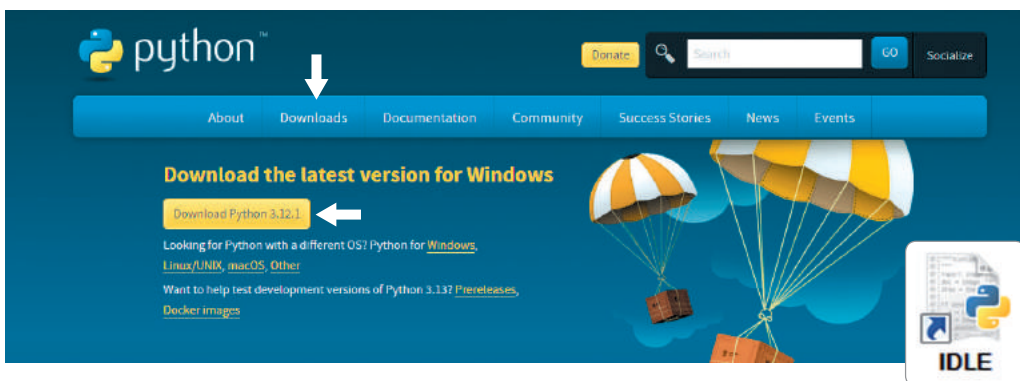 python™
Donate
Search
GO
Socialize
About Downloads Documentation Community Success Stories News Events
Download the latest version for Windows
Download Python 3.12.1
Looking for Python with a different OS? Python for Windows,
Linux/UNIX, macOS, Other
Want to help test development versions of Python 3.13? Prereleases,
Docker images
IDLE